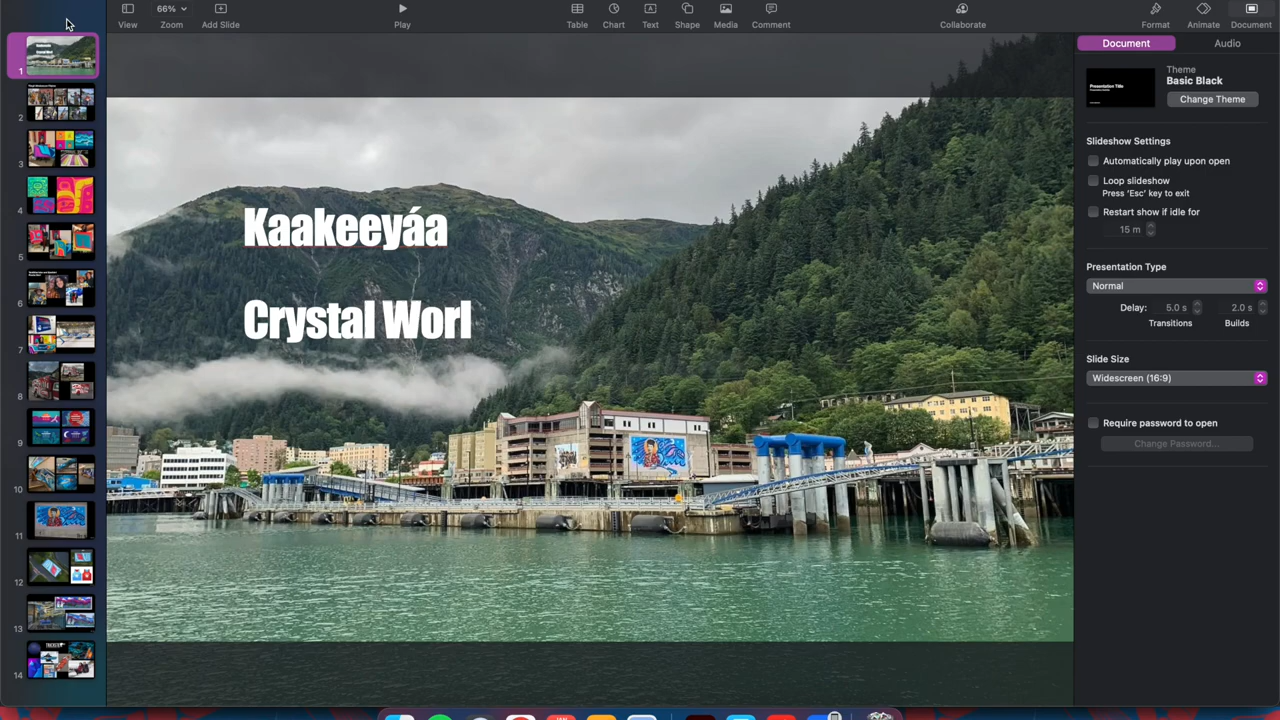 View
66%
Zoom
Add Slide
Play
Table
Chart
Text
Shape
Media
Comment
Collaborate
Format
Animate
Document
Document
Audio
Theme
Basic Black
Change Theme
Presentation Title
Slideshow Settings
Automatically play upon open
Loop slideshow
Press 'Esc' key to exit
Restart show if idle for
15 m
Presentation Type
Normal
Delay: 5.0 s 2.0 s
Transitions Builds
Slide Size
Widescreen (16:9)
Require password to open
Change Password...
Kaakeeyáa
Crystal Worl
1
2
3
4
5
6
7
8
9
10
11
12
13
14